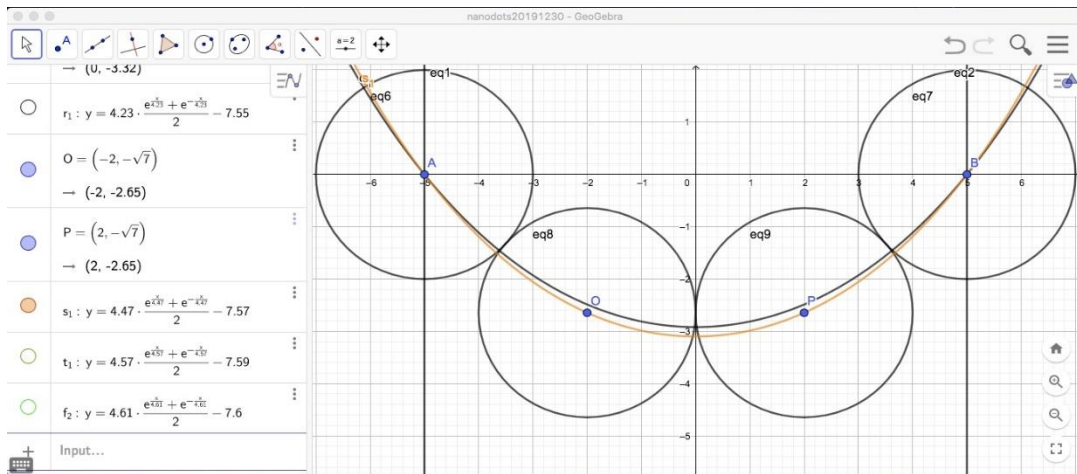 nanodots20191230 - GeoGebra
A
a=2
→ (0, -3.32)
r₁ : y = 4.23 · (e^(x/4.23) + e^(-x/4.23))/2 − 7.55
O = (−2, −√7)
→ (-2, -2.65)
P = (2, −√7)
→ (2, -2.65)
s₁ : y = 4.47 · (e^(x/4.47) + e^(-x/4.47))/2 − 7.57
t₁ : y = 4.57 · (e^(x/4.57) + e^(-x/4.57))/2 − 7.59
f₂ : y = 4.61 · (e^(x/4.61) + e^(-x/4.61))/2 − 7.6
Input...
eq1
eq2
s₁
eq6
eq7
1
A
B
−6 −5 −4 −3 −2 −1 0 1 2 3 4 5 6
−1
eq8
eq9
−2
O
P
−3
−4
−5